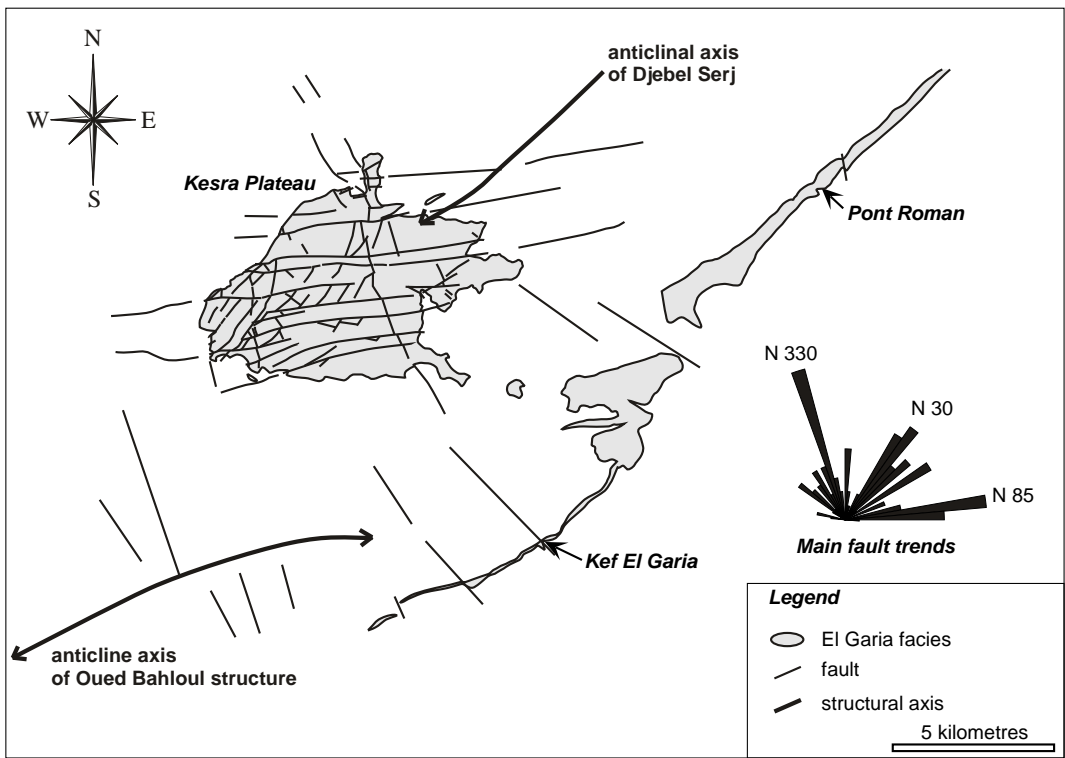 N
W
E
S
anticlinal axis
of Djebel Serj
Kesra Plateau
Pont Roman
N 330
N 30
N 85
Main fault trends
Kef El Garia
anticline axis
of Oued Bahloul structure
Legend
El Garia facies
fault
structural axis
5 kilometres